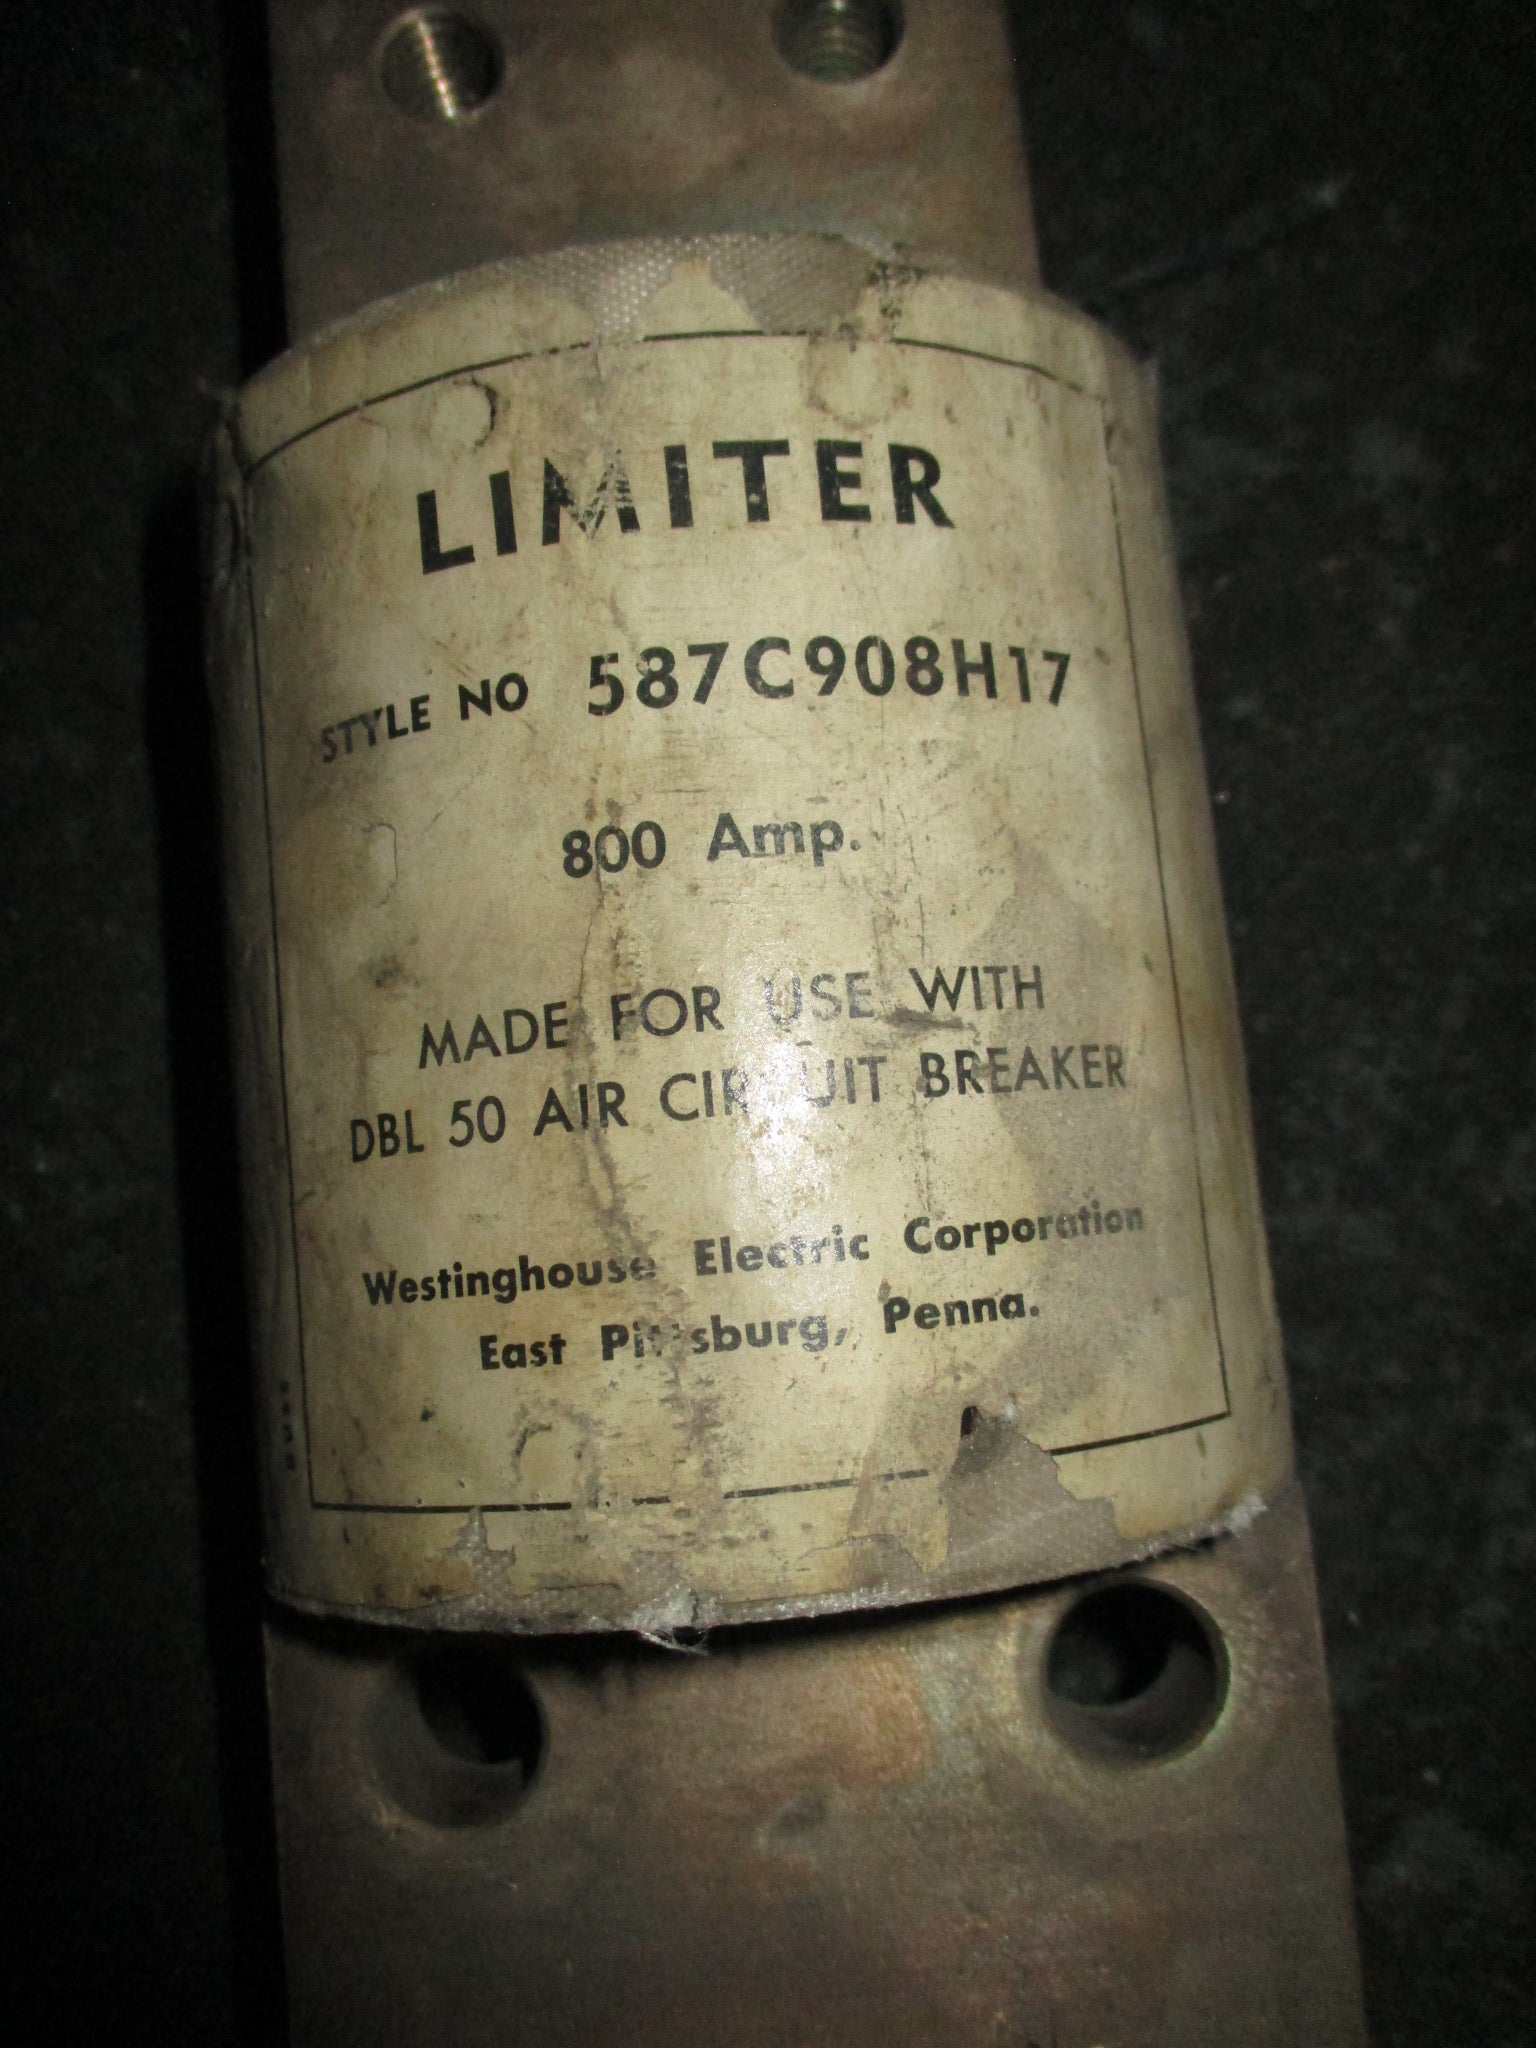 LIMITER
STYLE NO 587C908H17
800 Amp.
MADE FOR USE WITH
DBL 50 AIR CIRCUIT BREAKER
Westinghouse Electric Corporation
East Pittsburg, Penna.